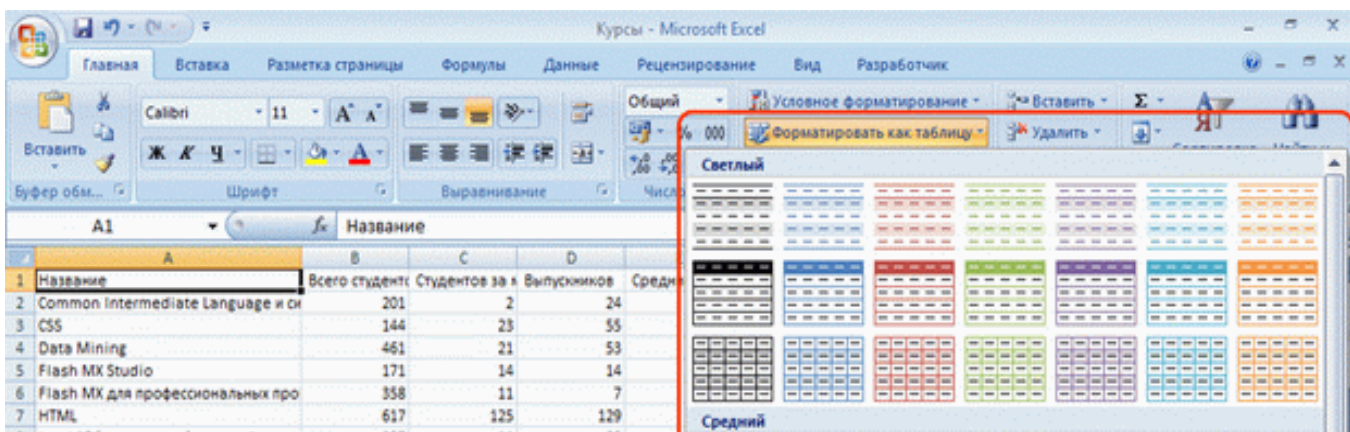 Курсы - Microsoft Excel
Главная Вставка Разметка страницы Формулы Данные Рецензирование Вид Разработчик
Calibri 11 Общий Условное форматирование Вставить Σ
Вставить Ж К Ч % 000 Форматировать как таблицу Удалить
Буфер обм... Шрифт Выравнивание Число Светлый
A1 fx Название
A B C D
1 Название Всего студенто Студентов за м Выпускников Средн
2 Common Intermediate Language и си 201 2 24
3 CSS 144 23 55
4 Data Mining 461 21 53
5 Flash MX Studio 171 14 14
6 Flash MX для профессиональных про 358 11 7
7 HTML 617 125 129
Средний